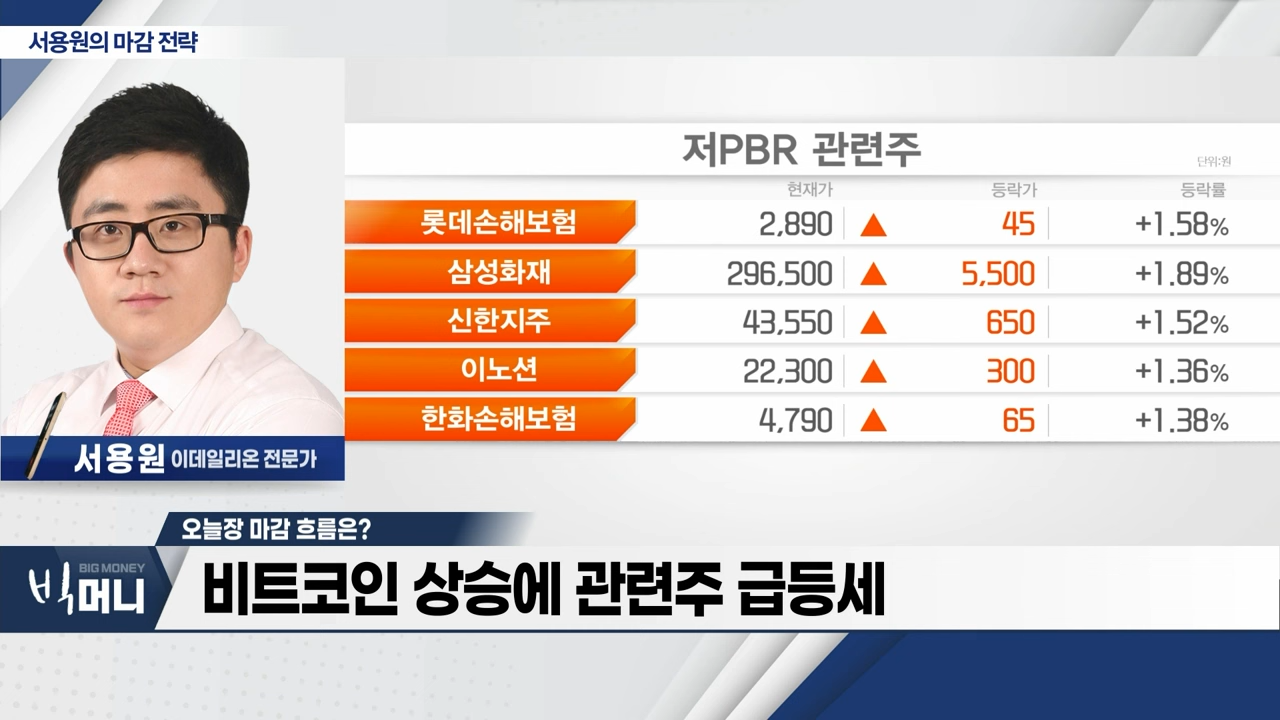 서용원의 마감 전략
저PBR 관련주
단위:원
현재가 등락가 등락률
롯데손해보험 2,890 ▲ 45 +1.58%
삼성화재 296,500 ▲ 5,500 +1.89%
신한지주 43,550 ▲ 650 +1.52%
이노션 22,300 ▲ 300 +1.36%
한화손해보험 4,790 ▲ 65 +1.38%
서용원 이데일리온 전문가
오늘장 마감 흐름은?
BIG MONEY
빅머니
비트코인 상승에 관련주 급등세